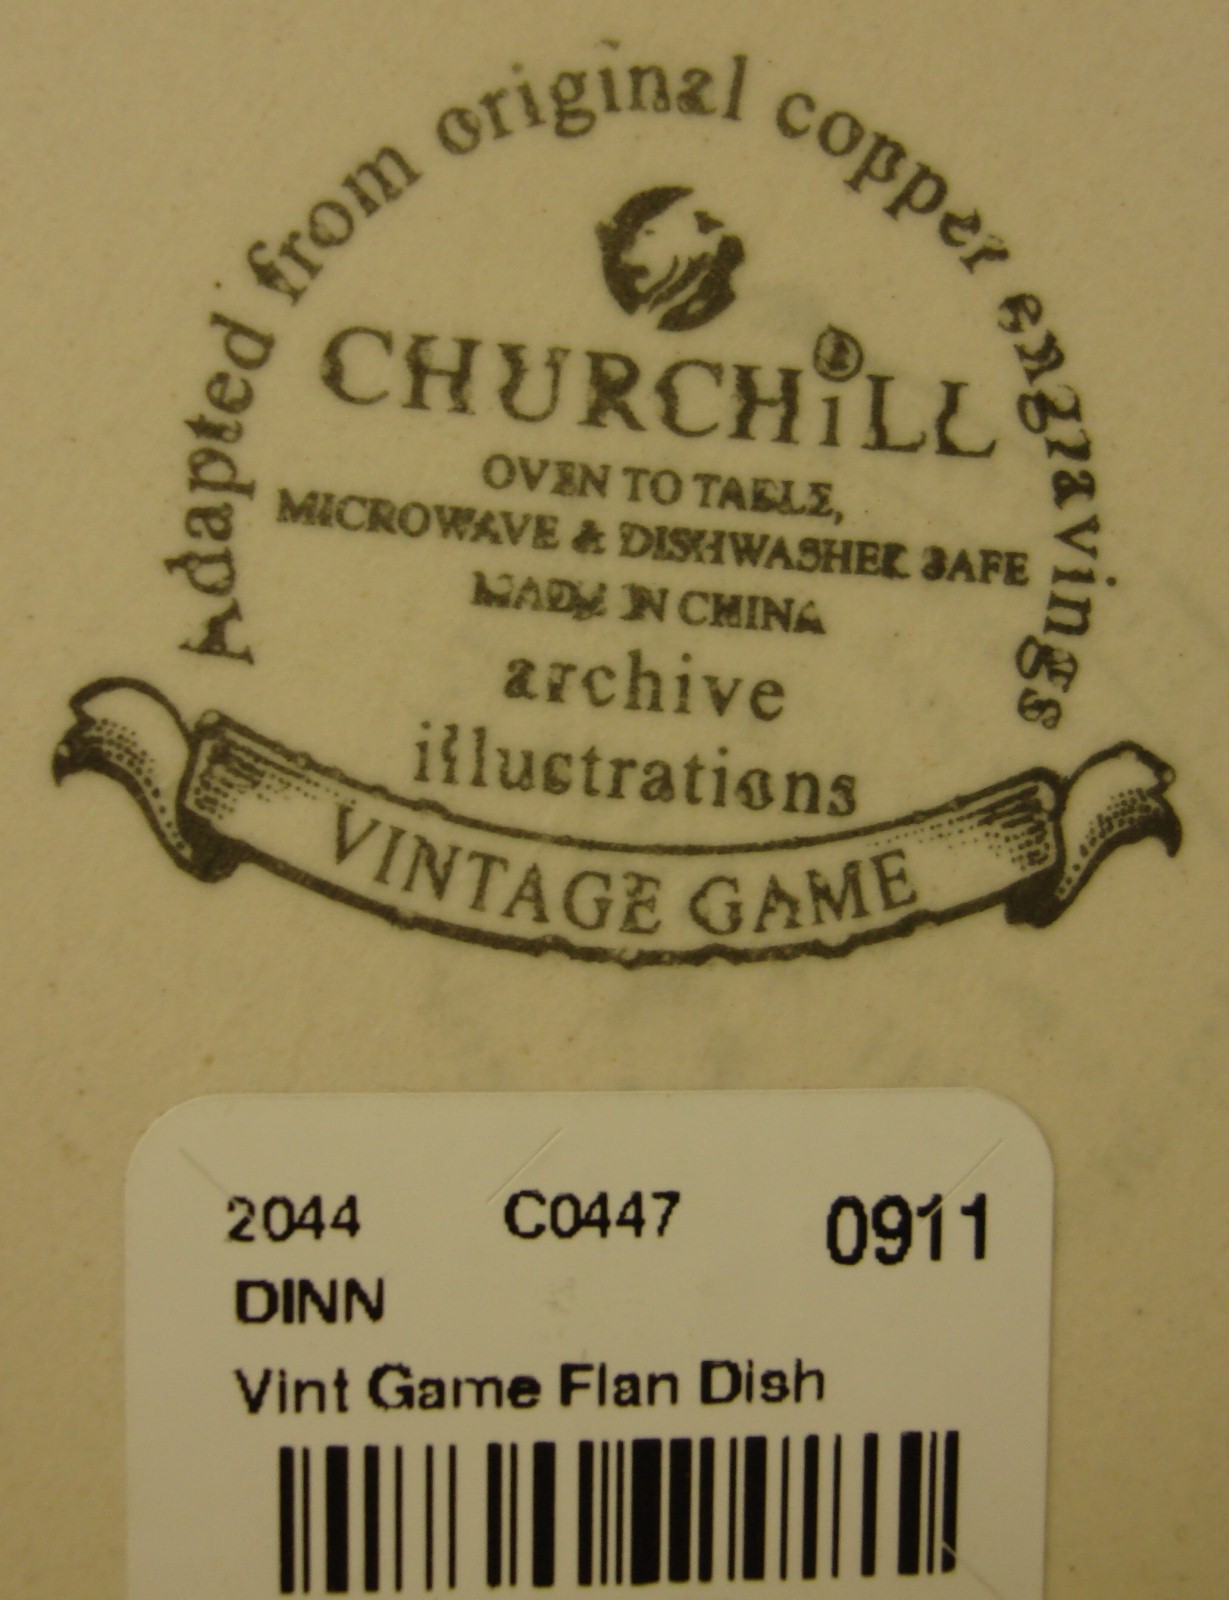 Adapted from original copper engravings
CHURCHiLL®
OVEN TO TABLE,
MICROWAVE & DISHWASHER SAFE
MADE IN CHINA
archive
illustrations
VINTAGE GAME
2044 C0447 0911
DINN
Vint Game Flan Dish